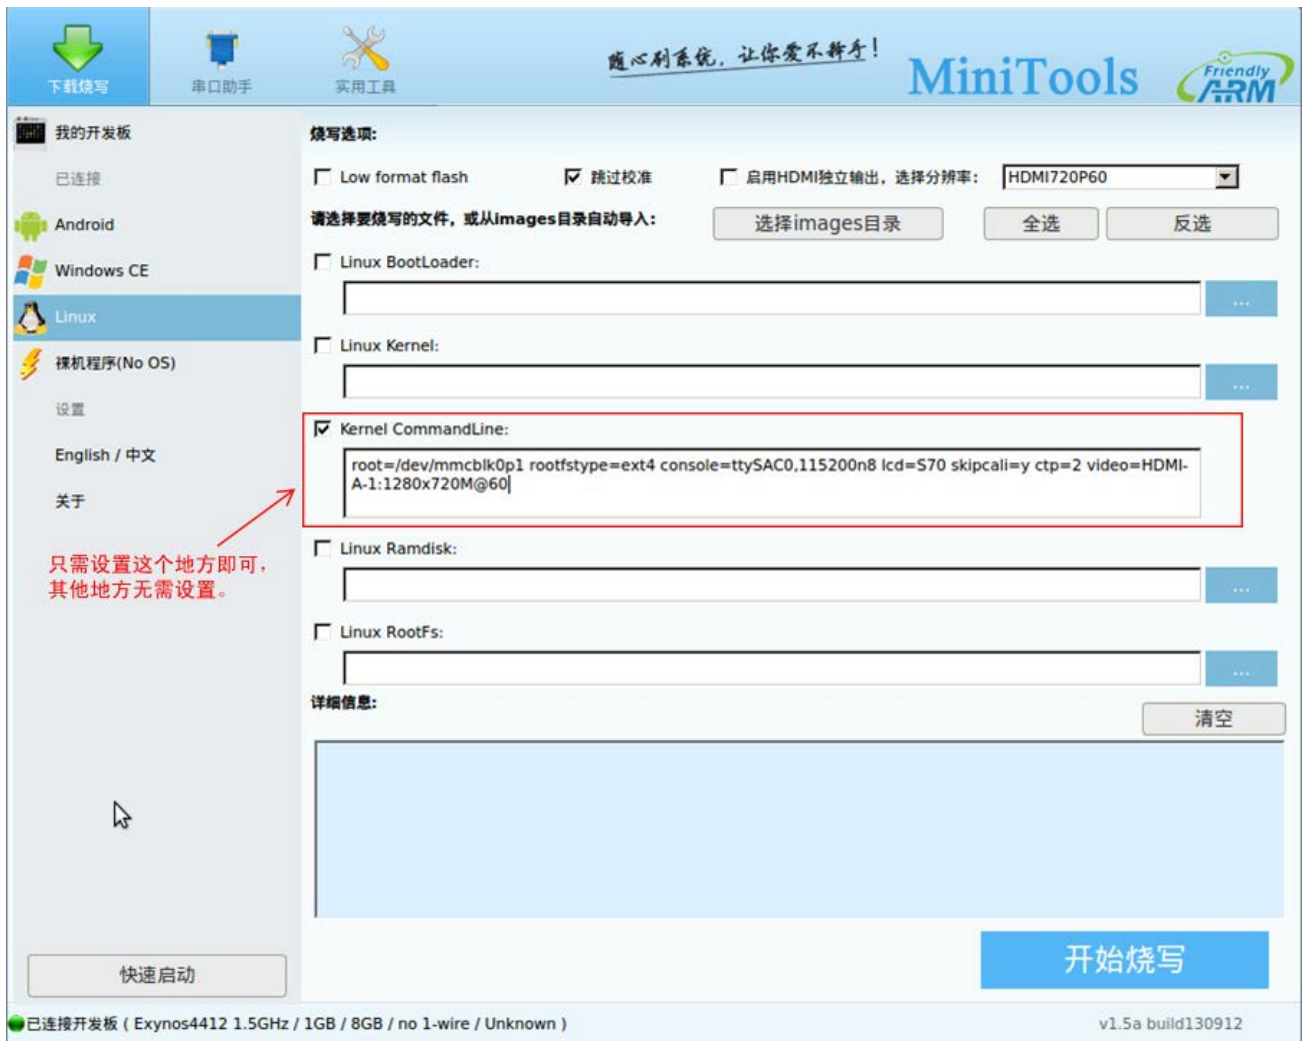 随心刷系统，让你爱不释手！
MiniTools
Friendly
ARM
下载烧写
串口助手
实用工具
我的开发板
已连接
Android
Windows CE
Linux
裸机程序(No OS)
设置
English / 中文
关于
只需设置这个地方即可，
其他地方无需设置。
快速启动
烧写选项:
Low format flash
跳过校准
启用HDMI独立输出，选择分辨率:
HDMI720P60
请选择要烧写的文件，或从images目录自动导入:
选择images目录
全选
反选
Linux BootLoader:
...
Linux Kernel:
...
Kernel CommandLine:
root=/dev/mmcblk0p1 rootfstype=ext4 console=ttySAC0,115200n8 lcd=S70 skipcali=y ctp=2 video=HDMI-
A-1:1280x720M@60
Linux Ramdisk:
...
Linux RootFs:
...
详细信息:
清空
开始烧写
已连接开发板 ( Exynos4412 1.5GHz / 1GB / 8GB / no 1-wire / Unknown )
v1.5a build130912